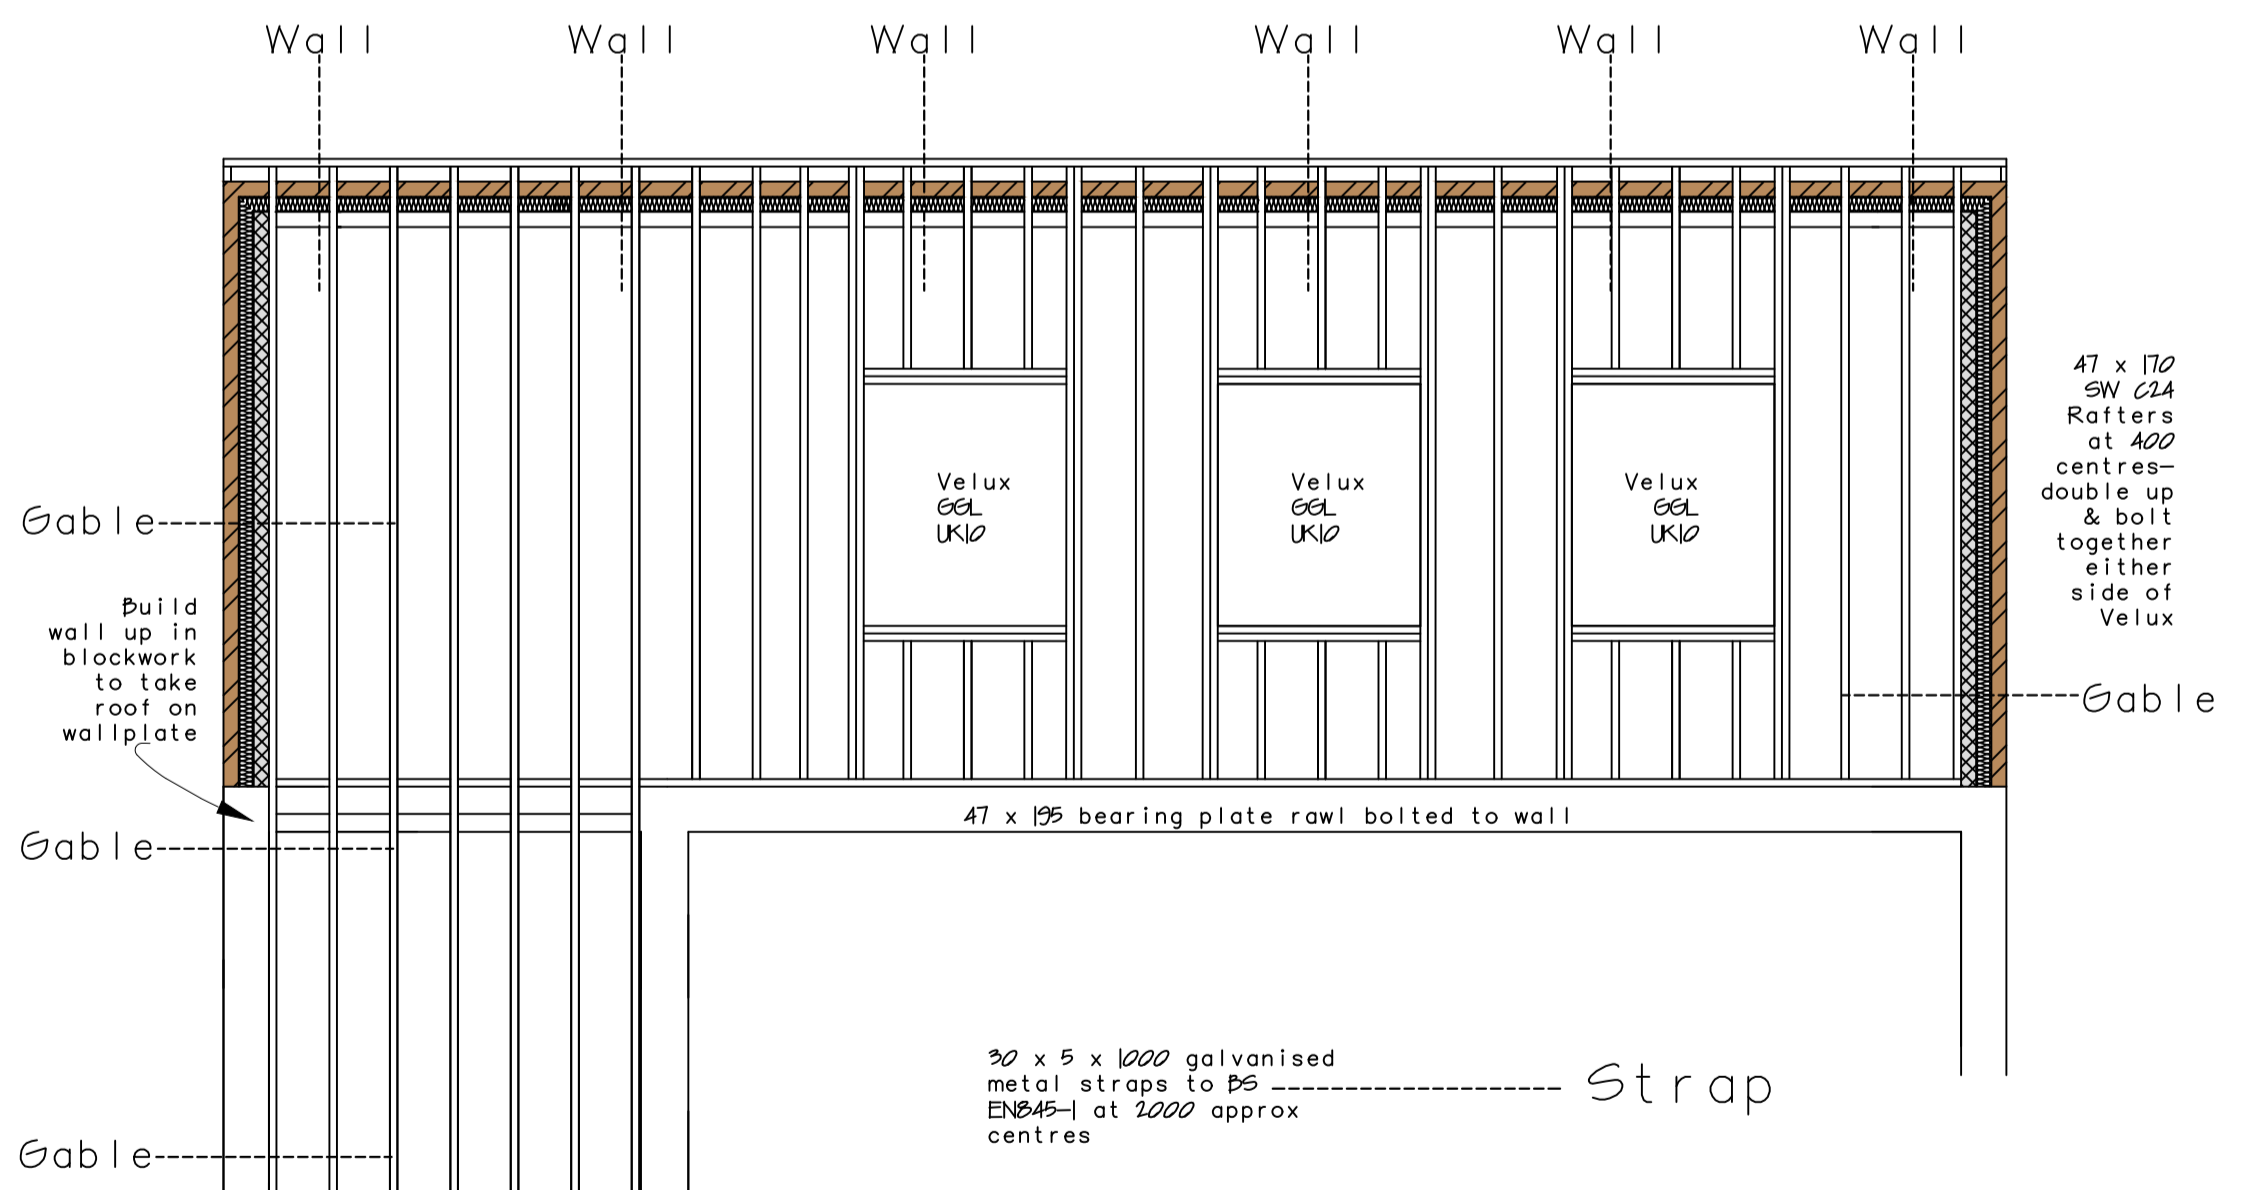 Wall Wall Wall Wall Wall Wall
47 x 170
SW C24
Rafters
at 400
centres-
double up
& bolt
together
either
side of
Velux
Velux
GGL
UK10
Velux
GGL
UK10
Velux
GGL
UK10
Gable
Build
wall up in
blockwork
to take
roof on
wallplate
Gable
47 x 195 bearing plate rawl bolted to wall
Gable
30 x 5 x 1000 galvanised
metal straps to BS
EN845-1 at 2000 approx
centres
Strap
Gable